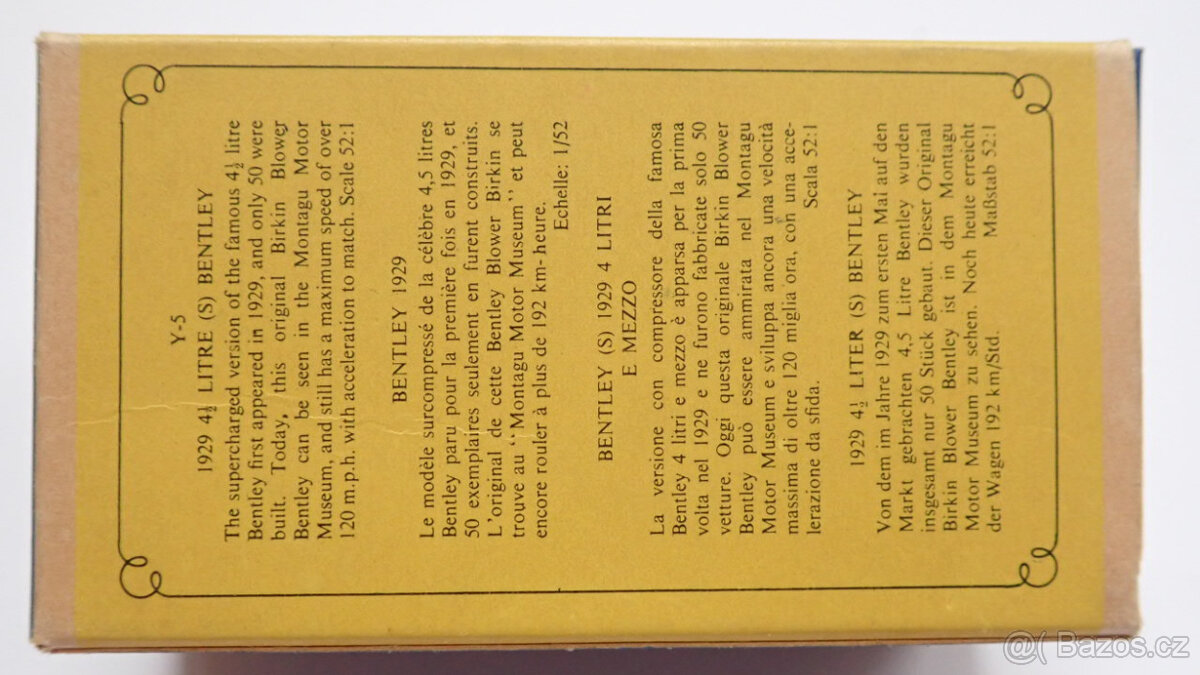 Y-5
1929 4½ LITRE (S) BENTLEY
The supercharged version of the famous 4½ litre
Bentley first appeared in 1929, and only 50 were
built. Today, this original Birkin Blower
Bentley can be seen in the Montagu Motor
Museum, and still has a maximum speed of over
120 m.p.h. with acceleration to match. Scale 52:1
BENTLEY 1929
Le modèle surcompressé de la célèbre 4,5 litres
Bentley paru pour la première fois en 1929, et
50 exemplaires seulement en furent construits.
L'original de cette Bentley Blower Birkin se
trouve au "Montagu Motor Museum" et peut
encore rouler à plus de 192 km-heure.
Echelle: 1/52
BENTLEY (S) 1929 4 LITRI
E MEZZO
La versione con compressore della famosa
Bentley 4 litri e mezzo è apparsa per la prima
volta nel 1929 e ne furono fabbricate solo 50
vetture. Oggi questa originale Birkin Blower
Bentley può essere ammirata nel Montagu
Motor Museum e sviluppa ancora una velocità
massima di oltre 120 miglia ora, con una acce-
lerazione da sfida.
Scala 52:1
1929 4½ LITER (S) BENTLEY
Von dem im Jahre 1929 zum ersten Mal auf den
Markt gebrachten 4,5 Litre Bentley wurden
insgesamt nur 50 Stück gebaut. Dieser Original
Birkin Blower Bentley ist in dem Montagu
Motor Museum zu sehen. Noch heute erreicht
der Wagen 192 km/Std.
Maßstab 52:1
Bazos.cz